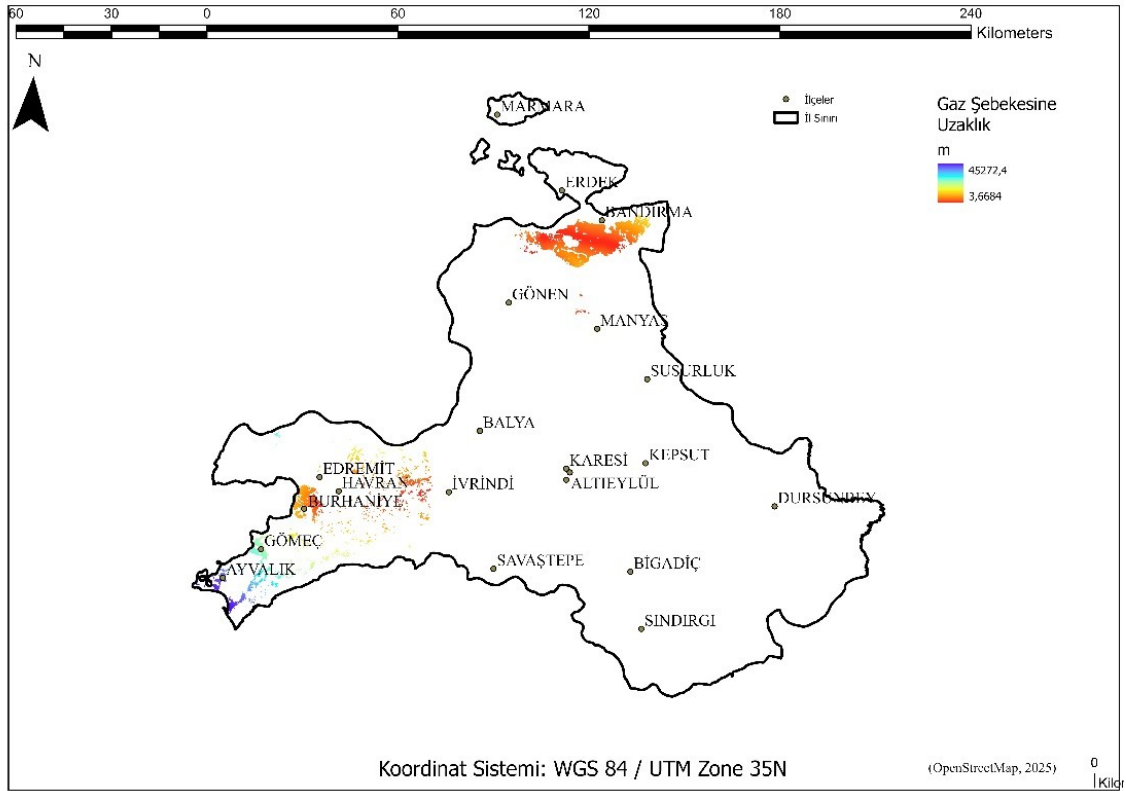 60 30 0 60 120 180 240
Kilometers
N
MARMARA
İlçeler
İl Sınırı
Gaz Şebekesine
Uzaklık
m
45272,4
3,6684
ERDEK
BANDIRMA
GÖNEN
MANYAS
SUSURLUK
BALYA
KARESİ
KEPSUT
EDREMİT
HAVRAN
İVRİNDİ
ALTIEYLÜL
BURHANİYE
DURSUNBEY
GÖMEÇ
AYVALIK
SAVAŞTEPE
BİGADİÇ
SINDIRGI
Koordinat Sistemi: WGS 84 / UTM Zone 35N
(OpenStreetMap, 2025)
0
Kilor